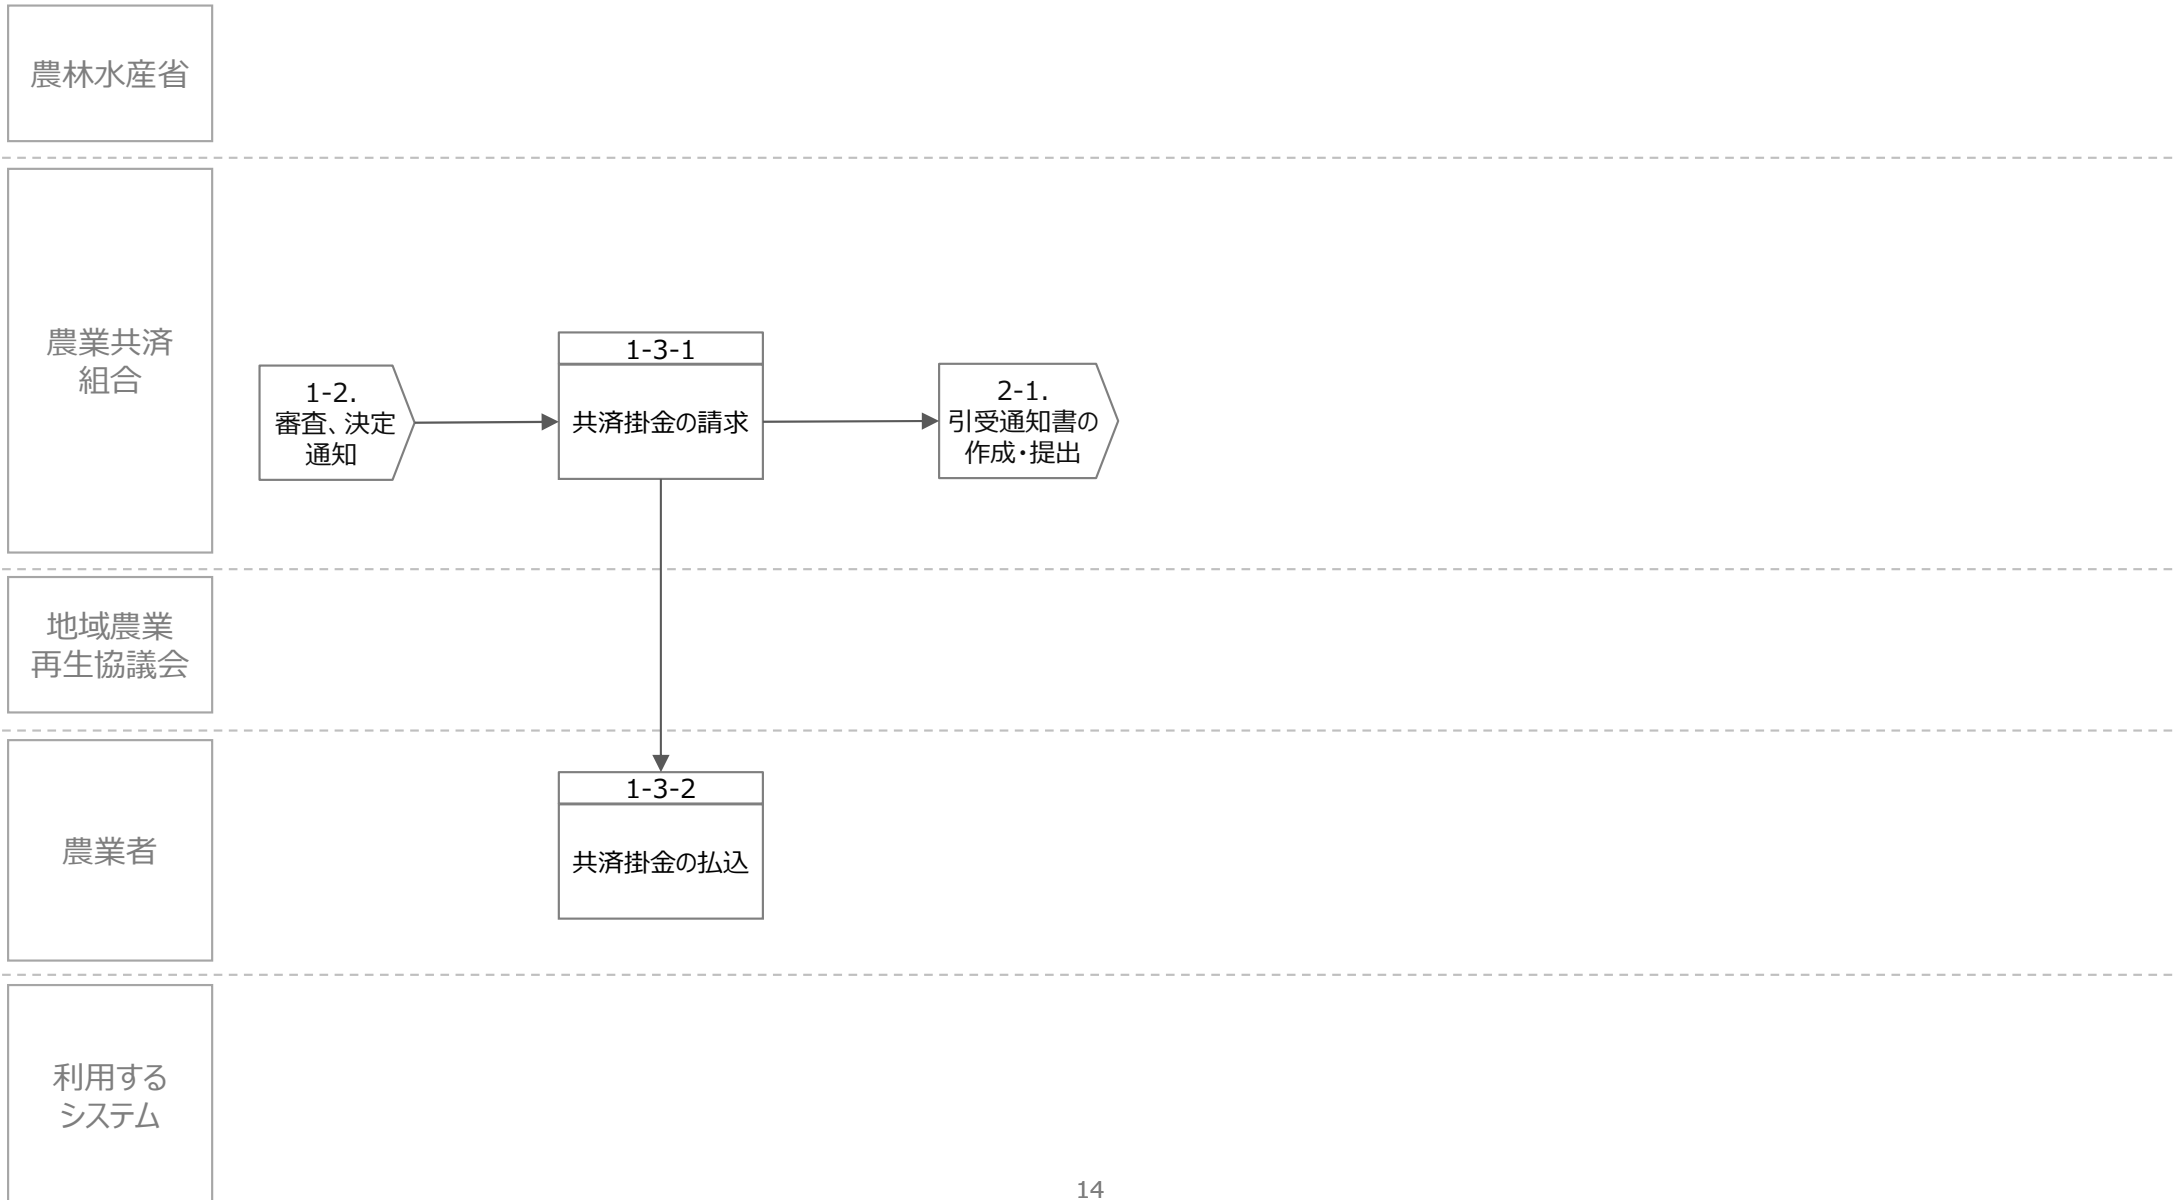 農林水産省
農業共済
組合
1-2.
審査、決定
通知
1-3-1
共済掛金の請求
2-1.
引受通知書の
作成・提出
地域農業
再生協議会
農業者
1-3-2
共済掛金の払込
利用する
システム
14